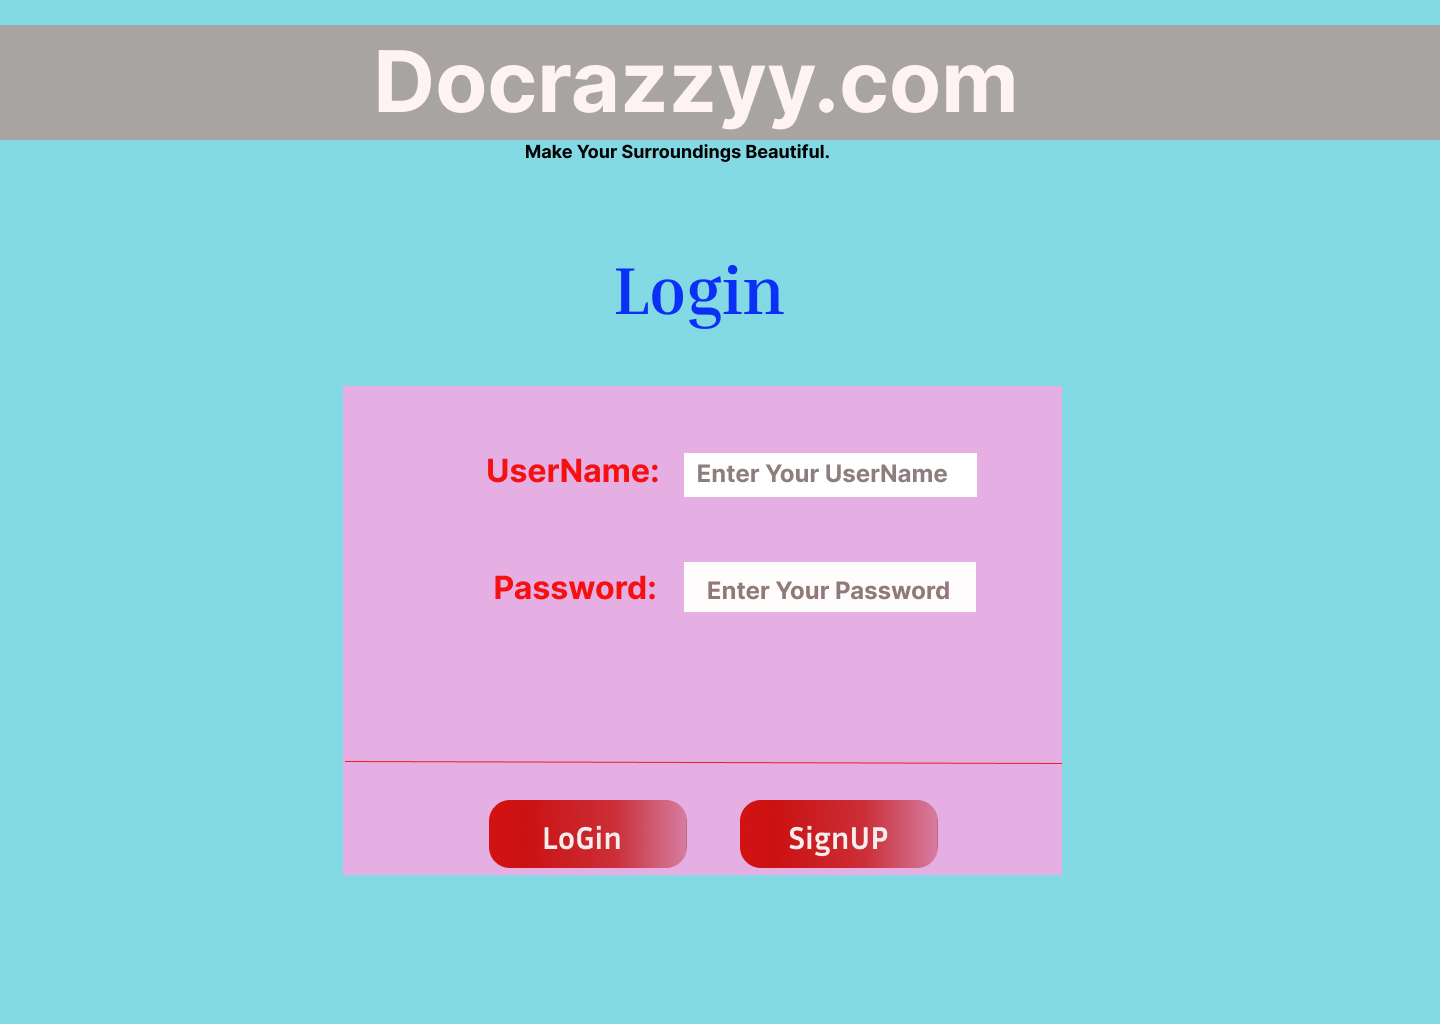 Docrazzyy.com
Make Your Surroundings Beautiful.
Login
UserName: Enter Your UserName
Password: Enter Your Password
LoGin SignUP